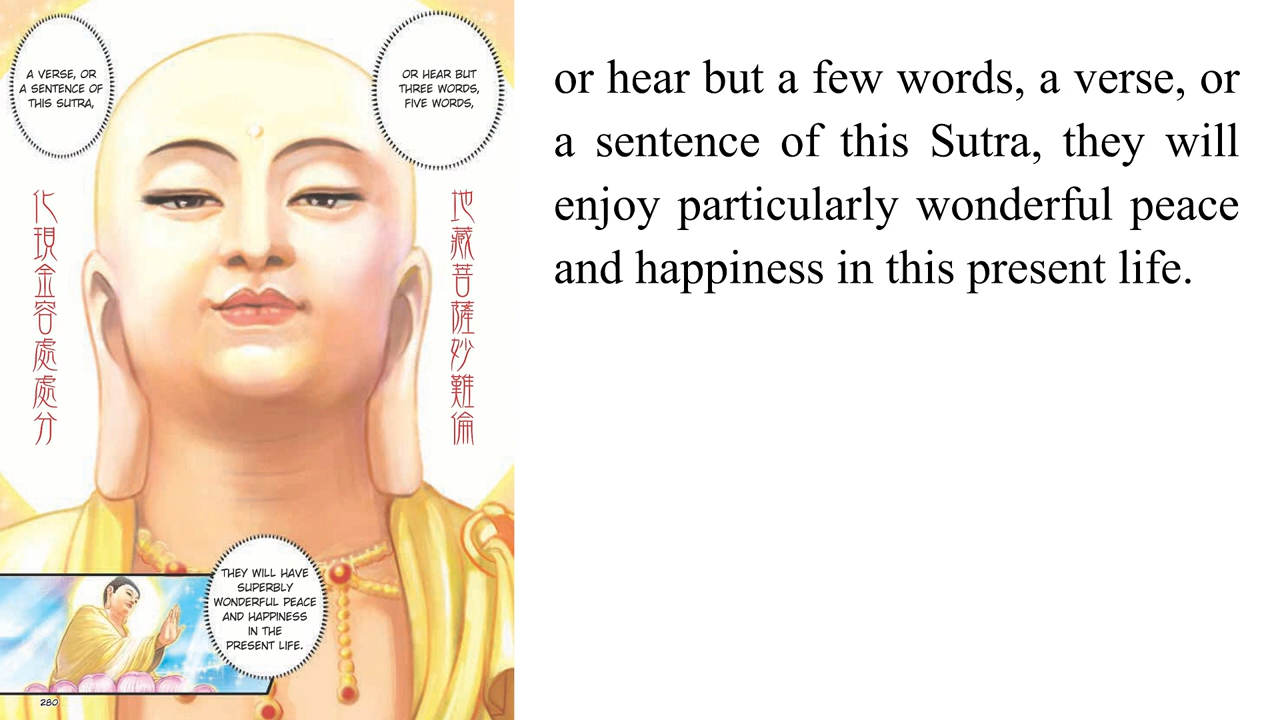 OR HEAR BUT
THREE WORDS,
FIVE WORDS,
A VERSE, OR
A SENTENCE OF
THIS SUTRA,
地藏菩薩妙難倫
化現金容處處分
THEY WILL HAVE
SUPERBLY
WONDERFUL PEACE
AND HAPPINESS
IN THE
PRESENT LIFE.
280
or hear but a few words, a verse, or
a sentence of this Sutra, they will
enjoy particularly wonderful peace
and happiness in this present life.